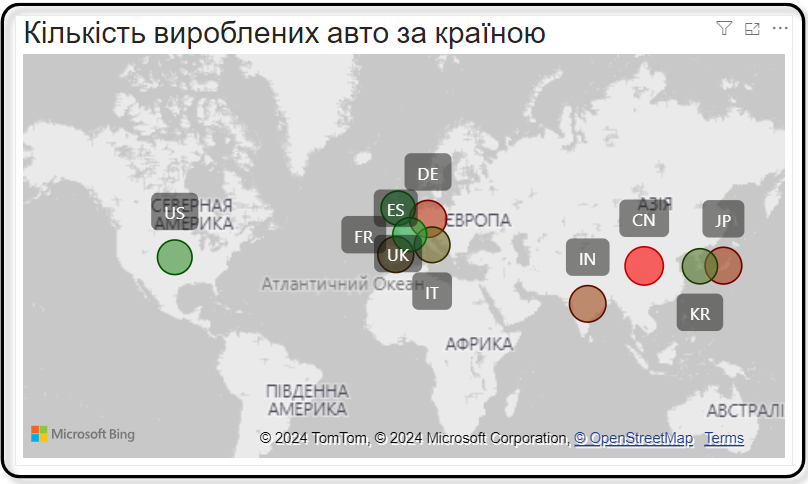 Кількість вироблених авто за країною
DE
US
СЕВЕРНАЯ
АМЕРИКА
ES
ЕВРОПА
АЗІЯ
CN
JP
FR
UK
IN
Атлантичний Океан
IT
KR
АФРИКА
ПІВДЕННА
АМЕРИКА
АВСТРАЛІ
Microsoft Bing
© 2024 TomTom, © 2024 Microsoft Corporation, © OpenStreetMap Terms